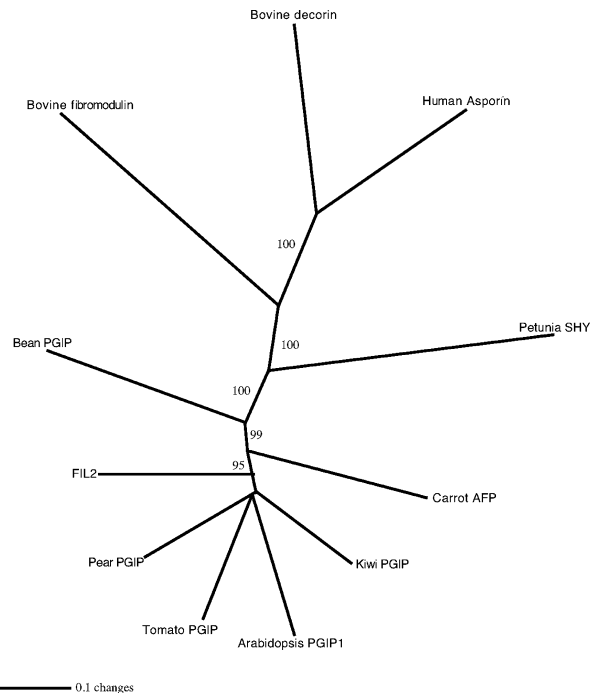 Bovine decorin
Human Asporin
Bovine fibromodulin
100
Petunia SHY
100
Bean PGIP
100
99
95
FIL2
Carrot AFP
Pear PGIP
Kiwi PGIP
Tomato PGIP
Arabidopsis PGIP1
0.1 changes